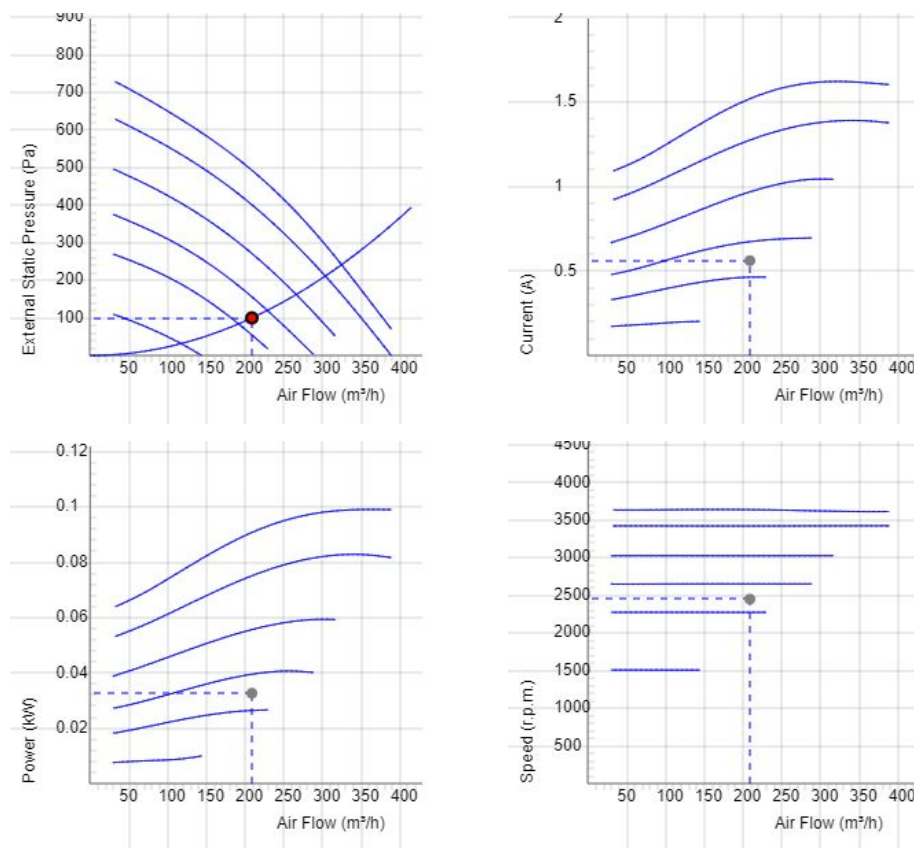 900
800
700
600
500
400
300
200
100
External Static Pressure (Pa)
50 100 150 200 250 300 350 400
Air Flow (m³/h)
2
1.5
1
0.5
Current (A)
50 100 150 200 250 300 350 400
Air Flow (m³/h)
0.12
0.1
0.08
0.06
0.04
0.02
Power (kW)
50 100 150 200 250 300 350 400
Air Flow (m³/h)
4500
4000
3500
3000
2500
2000
1500
500
Speed (r.p.m.)
50 100 150 200 250 300 350 400
Air Flow (m³/h)